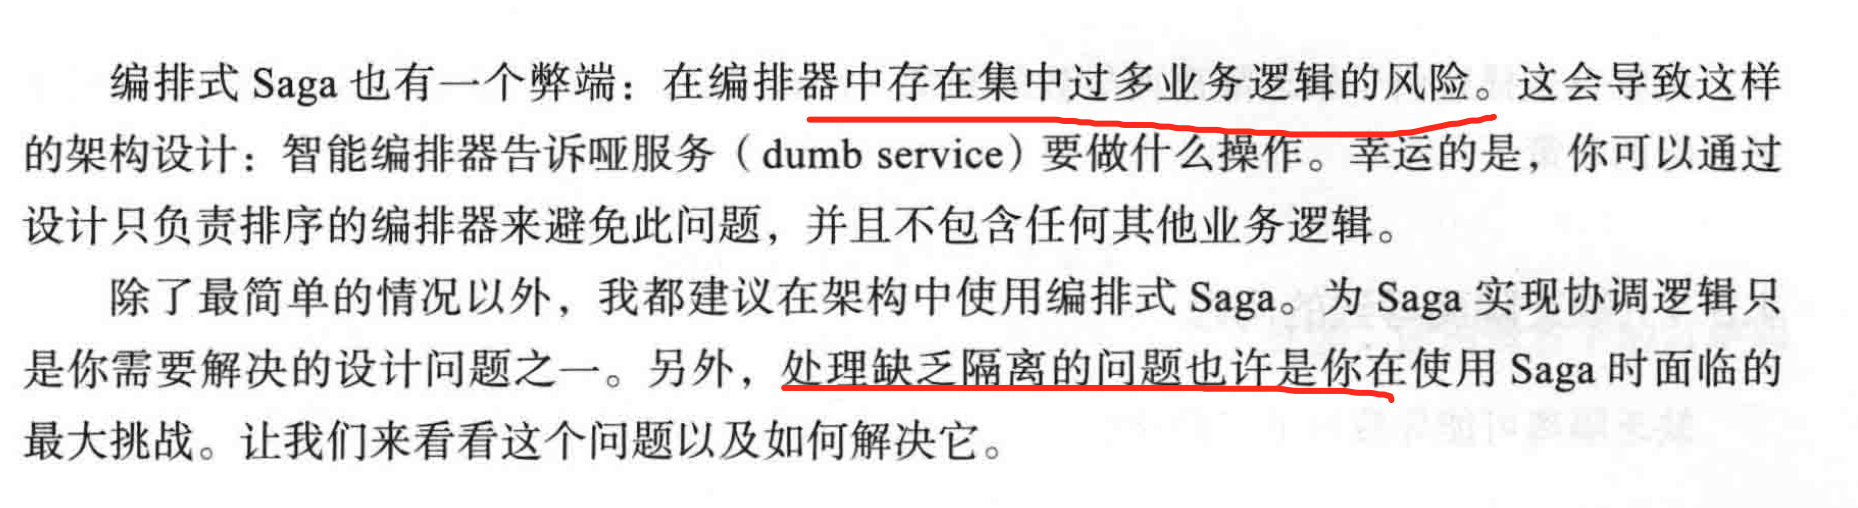 编排式 Saga 也有一个弊端：在编排器中存在集中过多业务逻辑的风险。这会导致这样
的架构设计：智能编排器告诉哑服务（dumb service）要做什么操作。幸运的是，你可以通过
设计只负责排序的编排器来避免此问题，并且不包含任何其他业务逻辑。
除了最简单的情况以外，我都建议在架构中使用编排式 Saga。为 Saga 实现协调逻辑只
是你需要解决的设计问题之一。另外，处理缺乏隔离的问题也许是你在使用 Saga 时面临的
最大挑战。让我们来看看这个问题以及如何解决它。